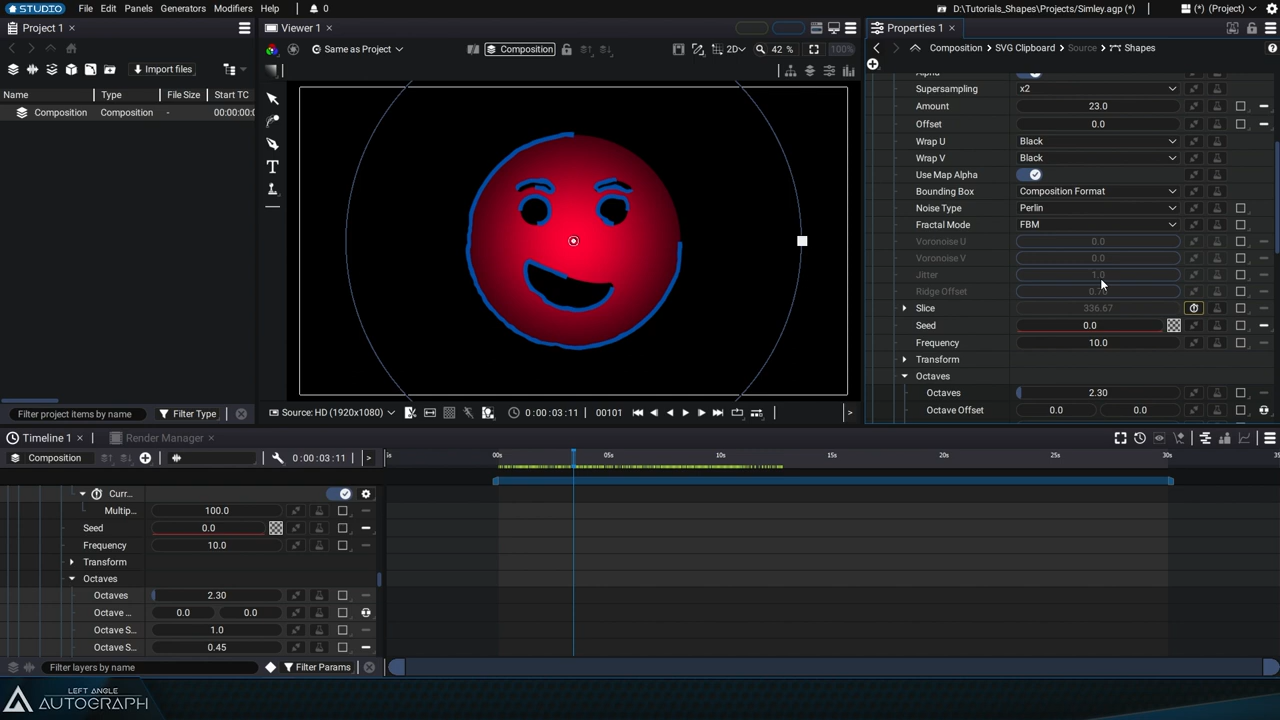 STUDIO File Edit Panels Generators Modifiers Help 0 D:\Tutorials_Shapes\Projects/Simley.agp (*) (*) (Project)
Project 1 × Viewer 1 × Properties 1 ×
Same as Project Composition 2D 42 % 100% Composition SVG Clipboard Source Shapes
Import files
Name Type File Size Start TC
Composition Composition - 00:00:00:0
Alpha
Supersampling x2
Amount 23.0
Offset 0.0
Wrap U Black
Wrap V Black
Use Map Alpha
Bounding Box Composition Format
Noise Type Perlin
Fractal Mode FBM
Voronoise U 0.0
Voronoise V 0.0
Jitter 1.0
Ridge Offset
Slice 336.67
Seed 0.0
Frequency 10.0
Transform
Octaves
Octaves 2.30
Octave Offset 0.0 0.0
Filter project items by name Filter Type Source: HD (1920x1080) 0:00:03:11 00101 >
Timeline 1 × Render Manager ×
Composition 0:00:03:11 > 00s 05s 10s 15s 20s 25s 30s
Curr...
Multip... 100.0
Seed 0.0
Frequency 10.0
Transform
Octaves
Octaves 2.30
Octave ... 0.0 0.0
Octave S... 1.0
Octave S... 0.45
Filter layers by name Filter Params
LEFT ANGLE
AUTOGRAPH